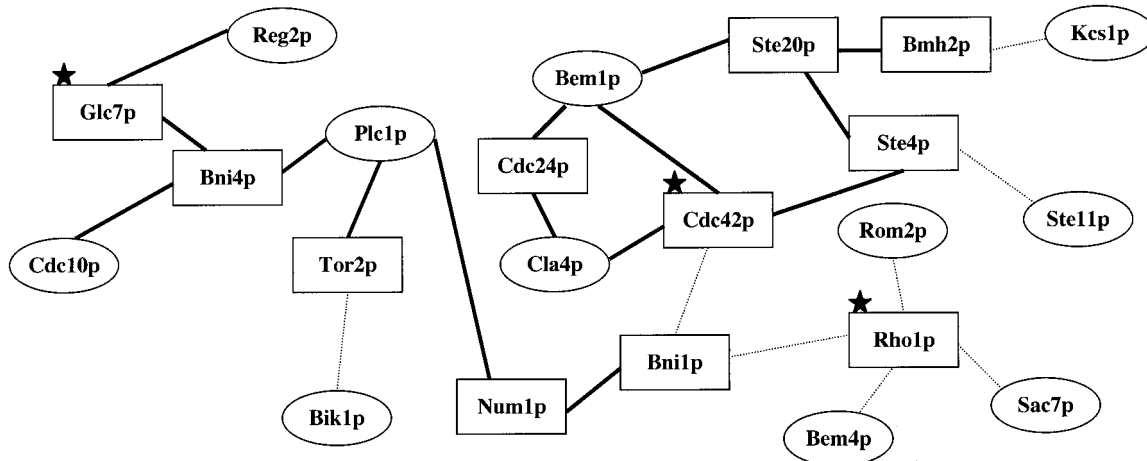 Reg2p
Ste20p
Bmh2p
Kcs1p
Bem1p
Glc7p
Plc1p
Cdc24p
Ste4p
Bni4p
Cdc42p
Ste11p
Rom2p
Cdc10p
Tor2p
Cla4p
Rho1p
Bni1p
Bik1p
Num1p
Sac7p
Bem4p